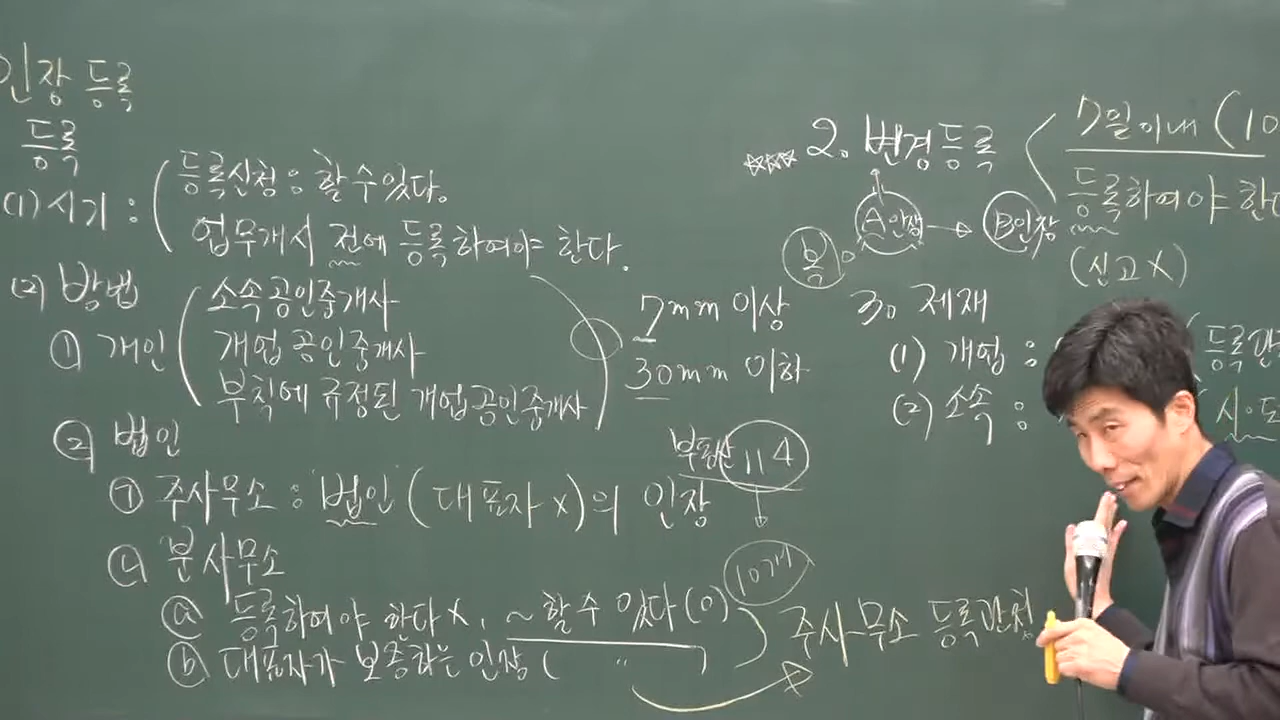 인장 등록
등록
(1) 시기 : 등록신청 : 할 수 있다.
업무개시 전에 등록하여야 한다.
(2) 방법
① 개인 소속공인중개사
개업공인중개사
부칙에 규정된 개업공인중개사
7mm 이상
30mm 이하
② 법인
㉠ 주사무소 : 법인 (대표자 x)의 인장
㉡ 분사무소
ⓐ 등록하여야 한다 x, ~할 수 있다 (o)
ⓑ 대표자가 보증하는 인장 ( " )
부동산 114
10개
주사무소 등록관청
☆☆☆☆ 2. 변경등록
7일 이내 (10
등록하여야 한다
(신고 x)
A인장 → B인장
3. 제재
(1) 개업 : 등록관
(2) 소속 : 시·도